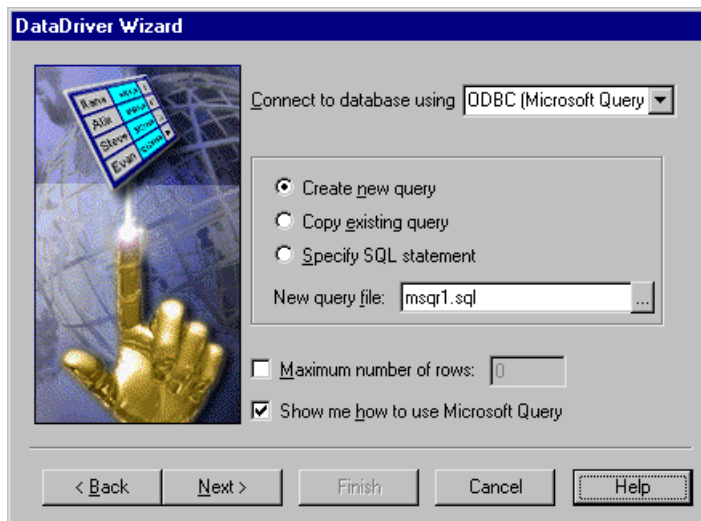 DataDriver Wizard
Connect to database using ODBC (Microsoft Query
Create new query
Copy existing query
Specify SQL statement
New query file: msqr1.sql ...
Maximum number of rows: 0
Show me how to use Microsoft Query
< Back Next > Finish Cancel Help
Steve
Evan